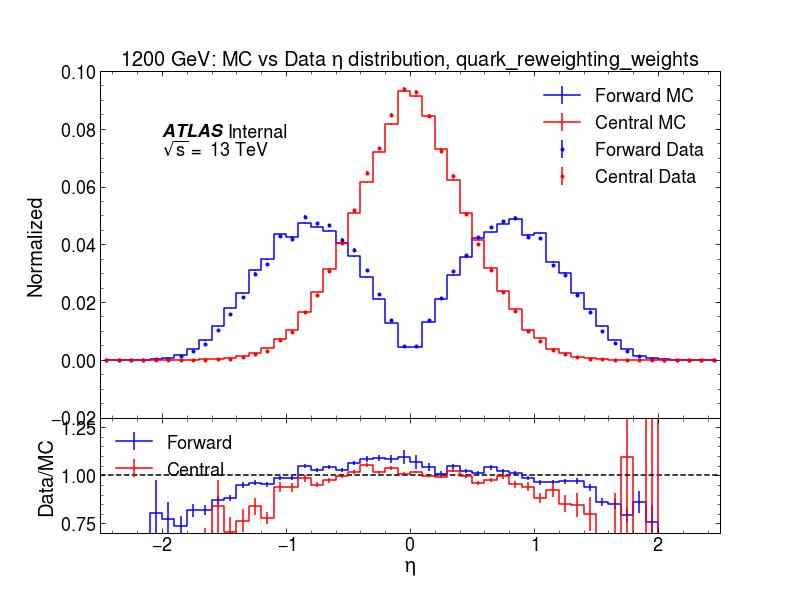 1200 GeV: MC vs Data η distribution, quark_reweighting_weights
0.10
0.08
0.06
0.04
0.02
0.00
−0.02
Normalized
ATLAS Internal
√s = 13 TeV
Forward MC
Central MC
Forward Data
Central Data
1.25
1.00
0.75
Data/MC
Forward
Central
−2 −1 0 1 2
η